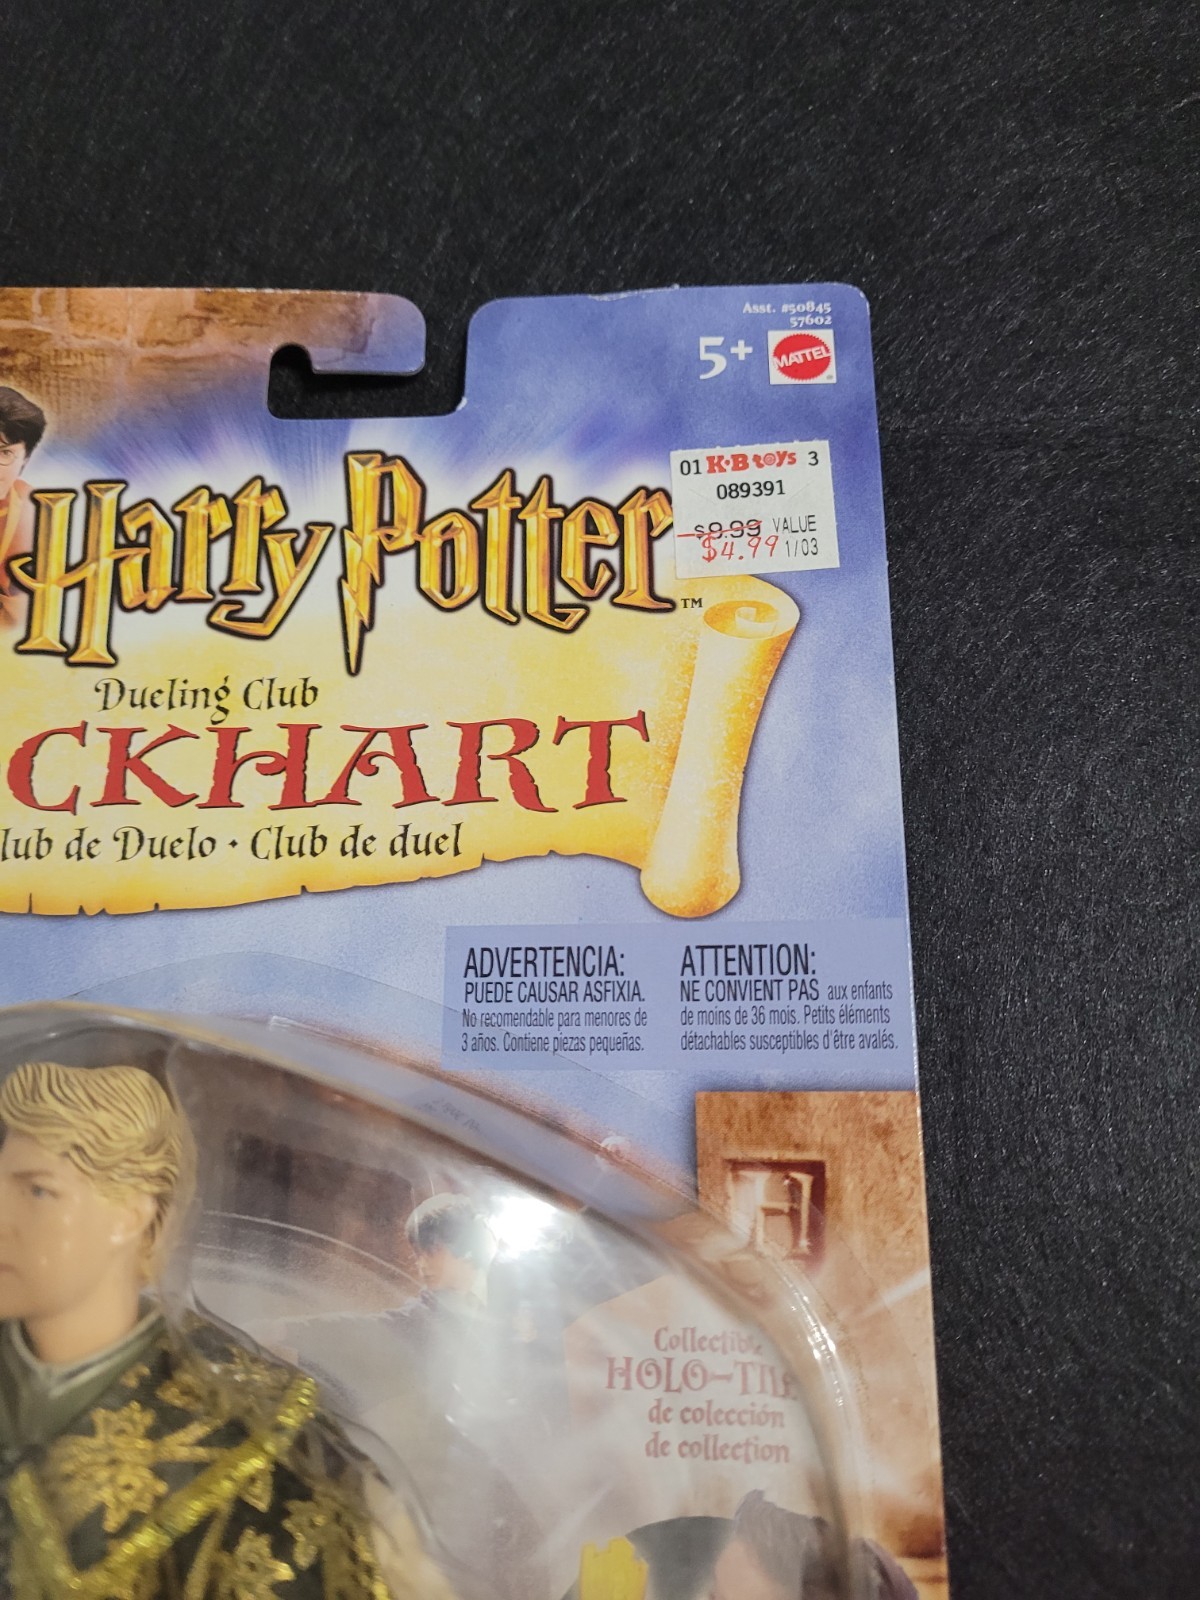 Asst. #50845
57602
5+
MATTEL
01 K·B toys 3
089391
$9.99 VALUE
$4.99 1/03
Harry Potter™
Dueling Club
CKHART
lub de Duelo • Club de duel
ADVERTENCIA:
PUEDE CAUSAR ASFIXIA.
No recomendable para menores de
3 años. Contiene piezas pequeñas.
ATTENTION:
NE CONVIENT PAS aux enfants
de moins de 36 mois. Petits éléments
détachables susceptibles d'être avalés.
H
Collectible
HOLO-TILE
de colección
de collection